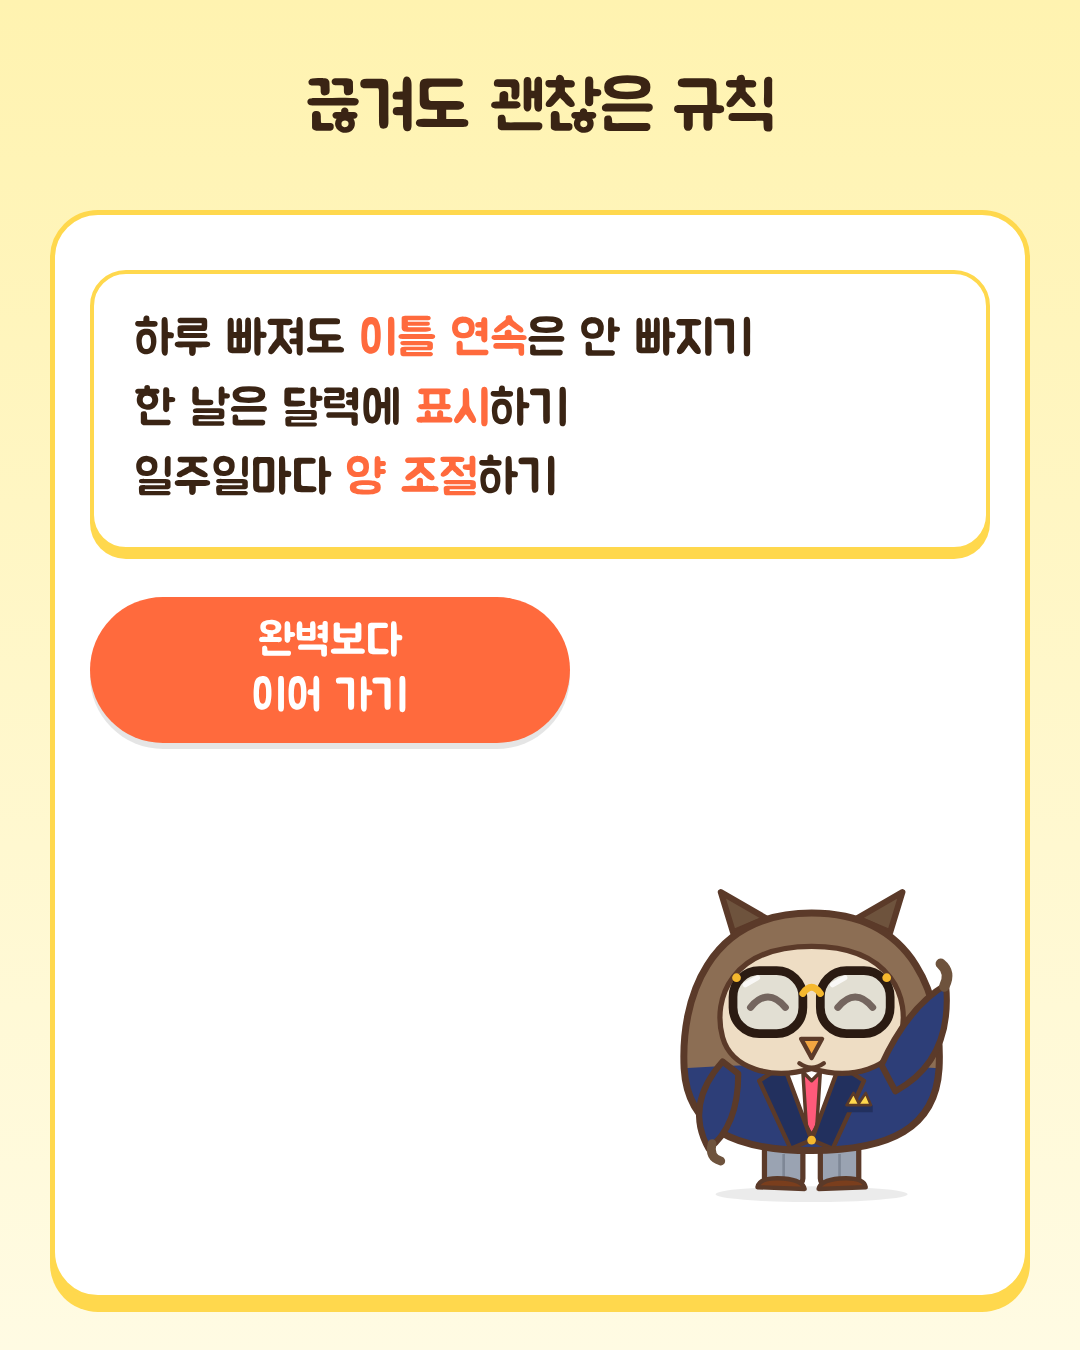 끊겨도 괜찮은 규칙
하루 빠져도 이틀 연속은 안 빠지기
한 날은 달력에 표시하기
일주일마다 양 조절하기
완벽보다
이어 가기